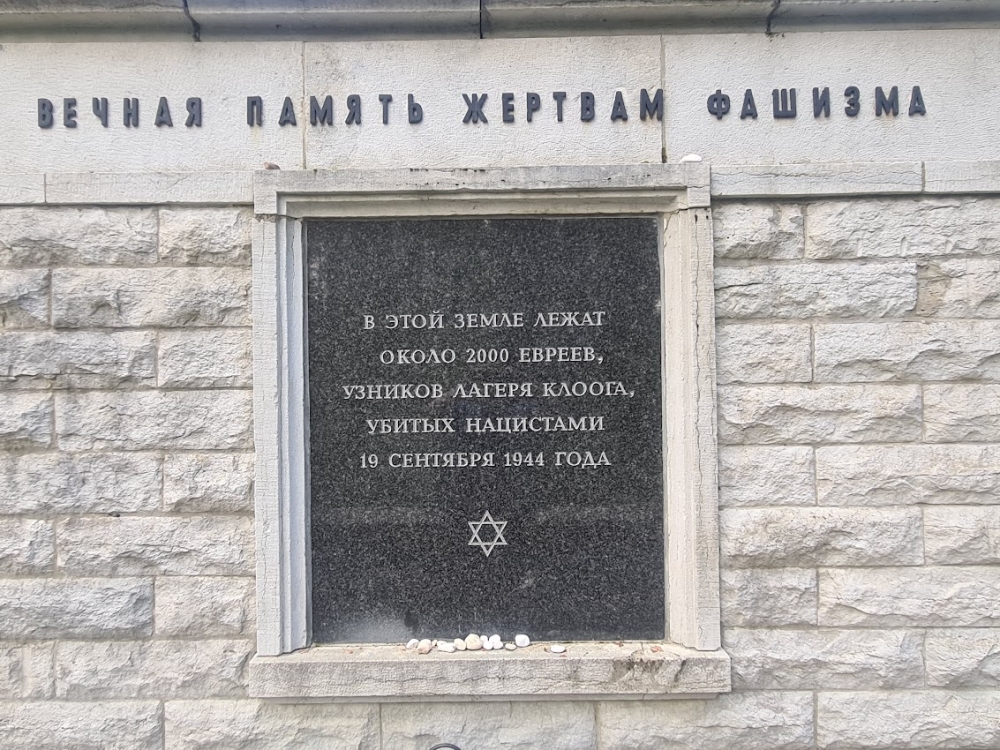 ВЕЧНАЯ ПАМЯТЬ ЖЕРТВАМ ФАШИЗМА
В ЭТОЙ ЗЕМЛЕ ЛЕЖАТ
ОКОЛО 2000 ЕВРЕЕВ,
УЗНИКОВ ЛАГЕРЯ КЛООГА,
УБИТЫХ НАЦИСТАМИ
19 СЕНТЯБРЯ 1944 ГОДА